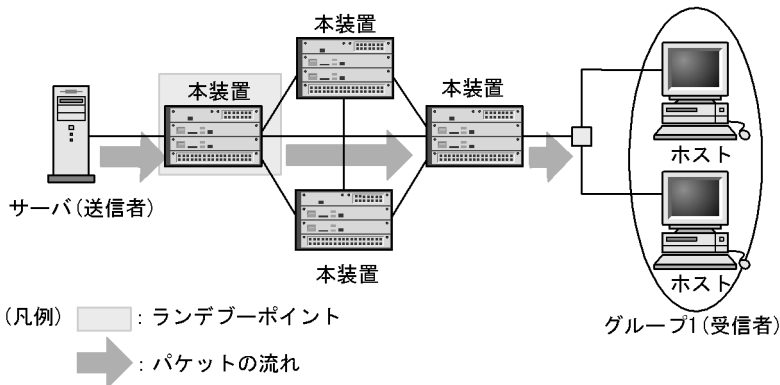 本装置
本装置
本装置
サーバ(送信者)
ホスト
本装置
ホスト
グループ1(受信者)
(凡例)
:ランデブーポイント
:パケットの流れ